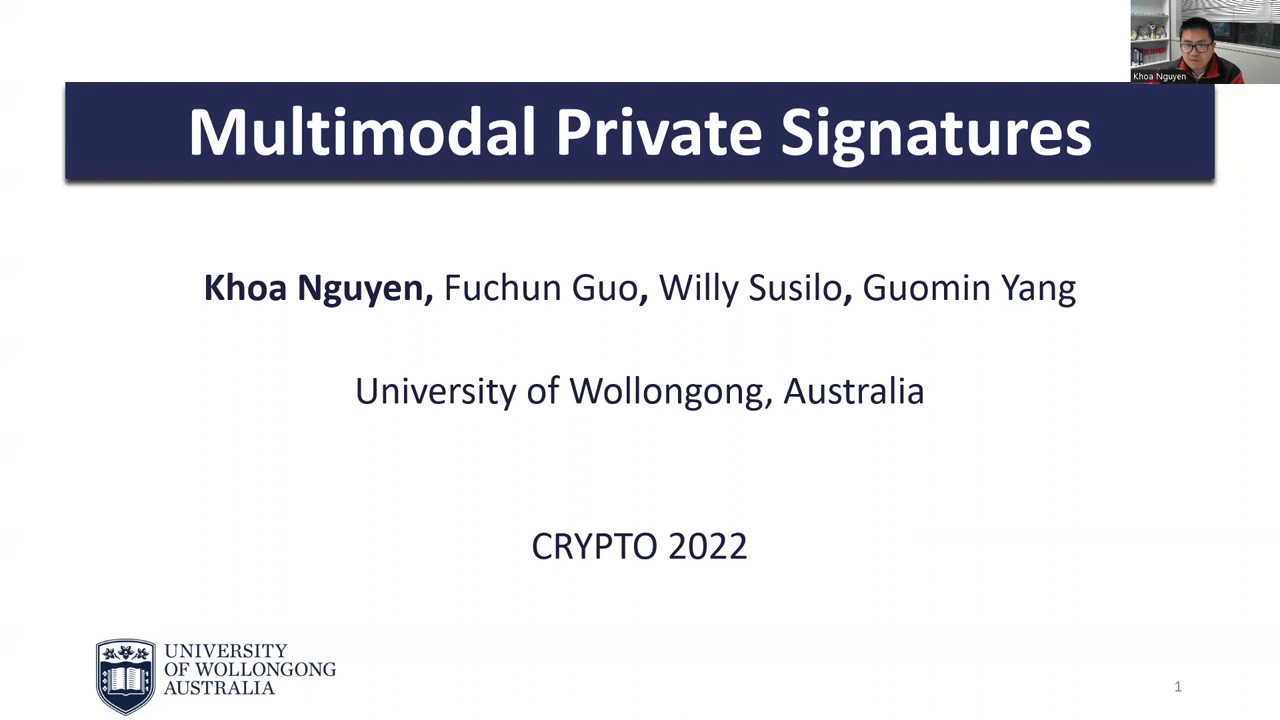 Khoa Nguyen
Multimodal Private Signatures
Khoa Nguyen, Fuchun Guo, Willy Susilo, Guomin Yang
University of Wollongong, Australia
CRYPTO 2022
UNIVERSITY
OF WOLLONGONG
AUSTRALIA
1